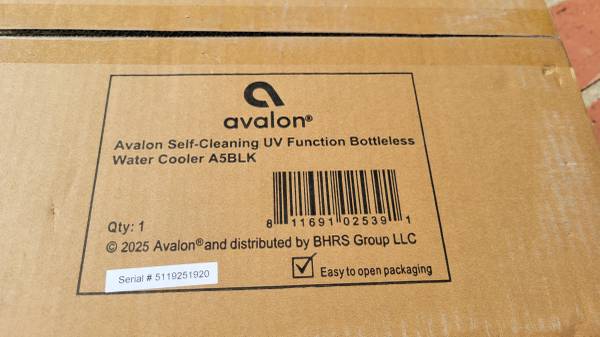 avalon®
Avalon Self-Cleaning UV Function Bottleless
Water Cooler A5BLK
8 11691 02539 1
Qty: 1
© 2025 Avalon® and distributed by BHRS Group LLC
Serial # 5119251920
Easy to open packaging